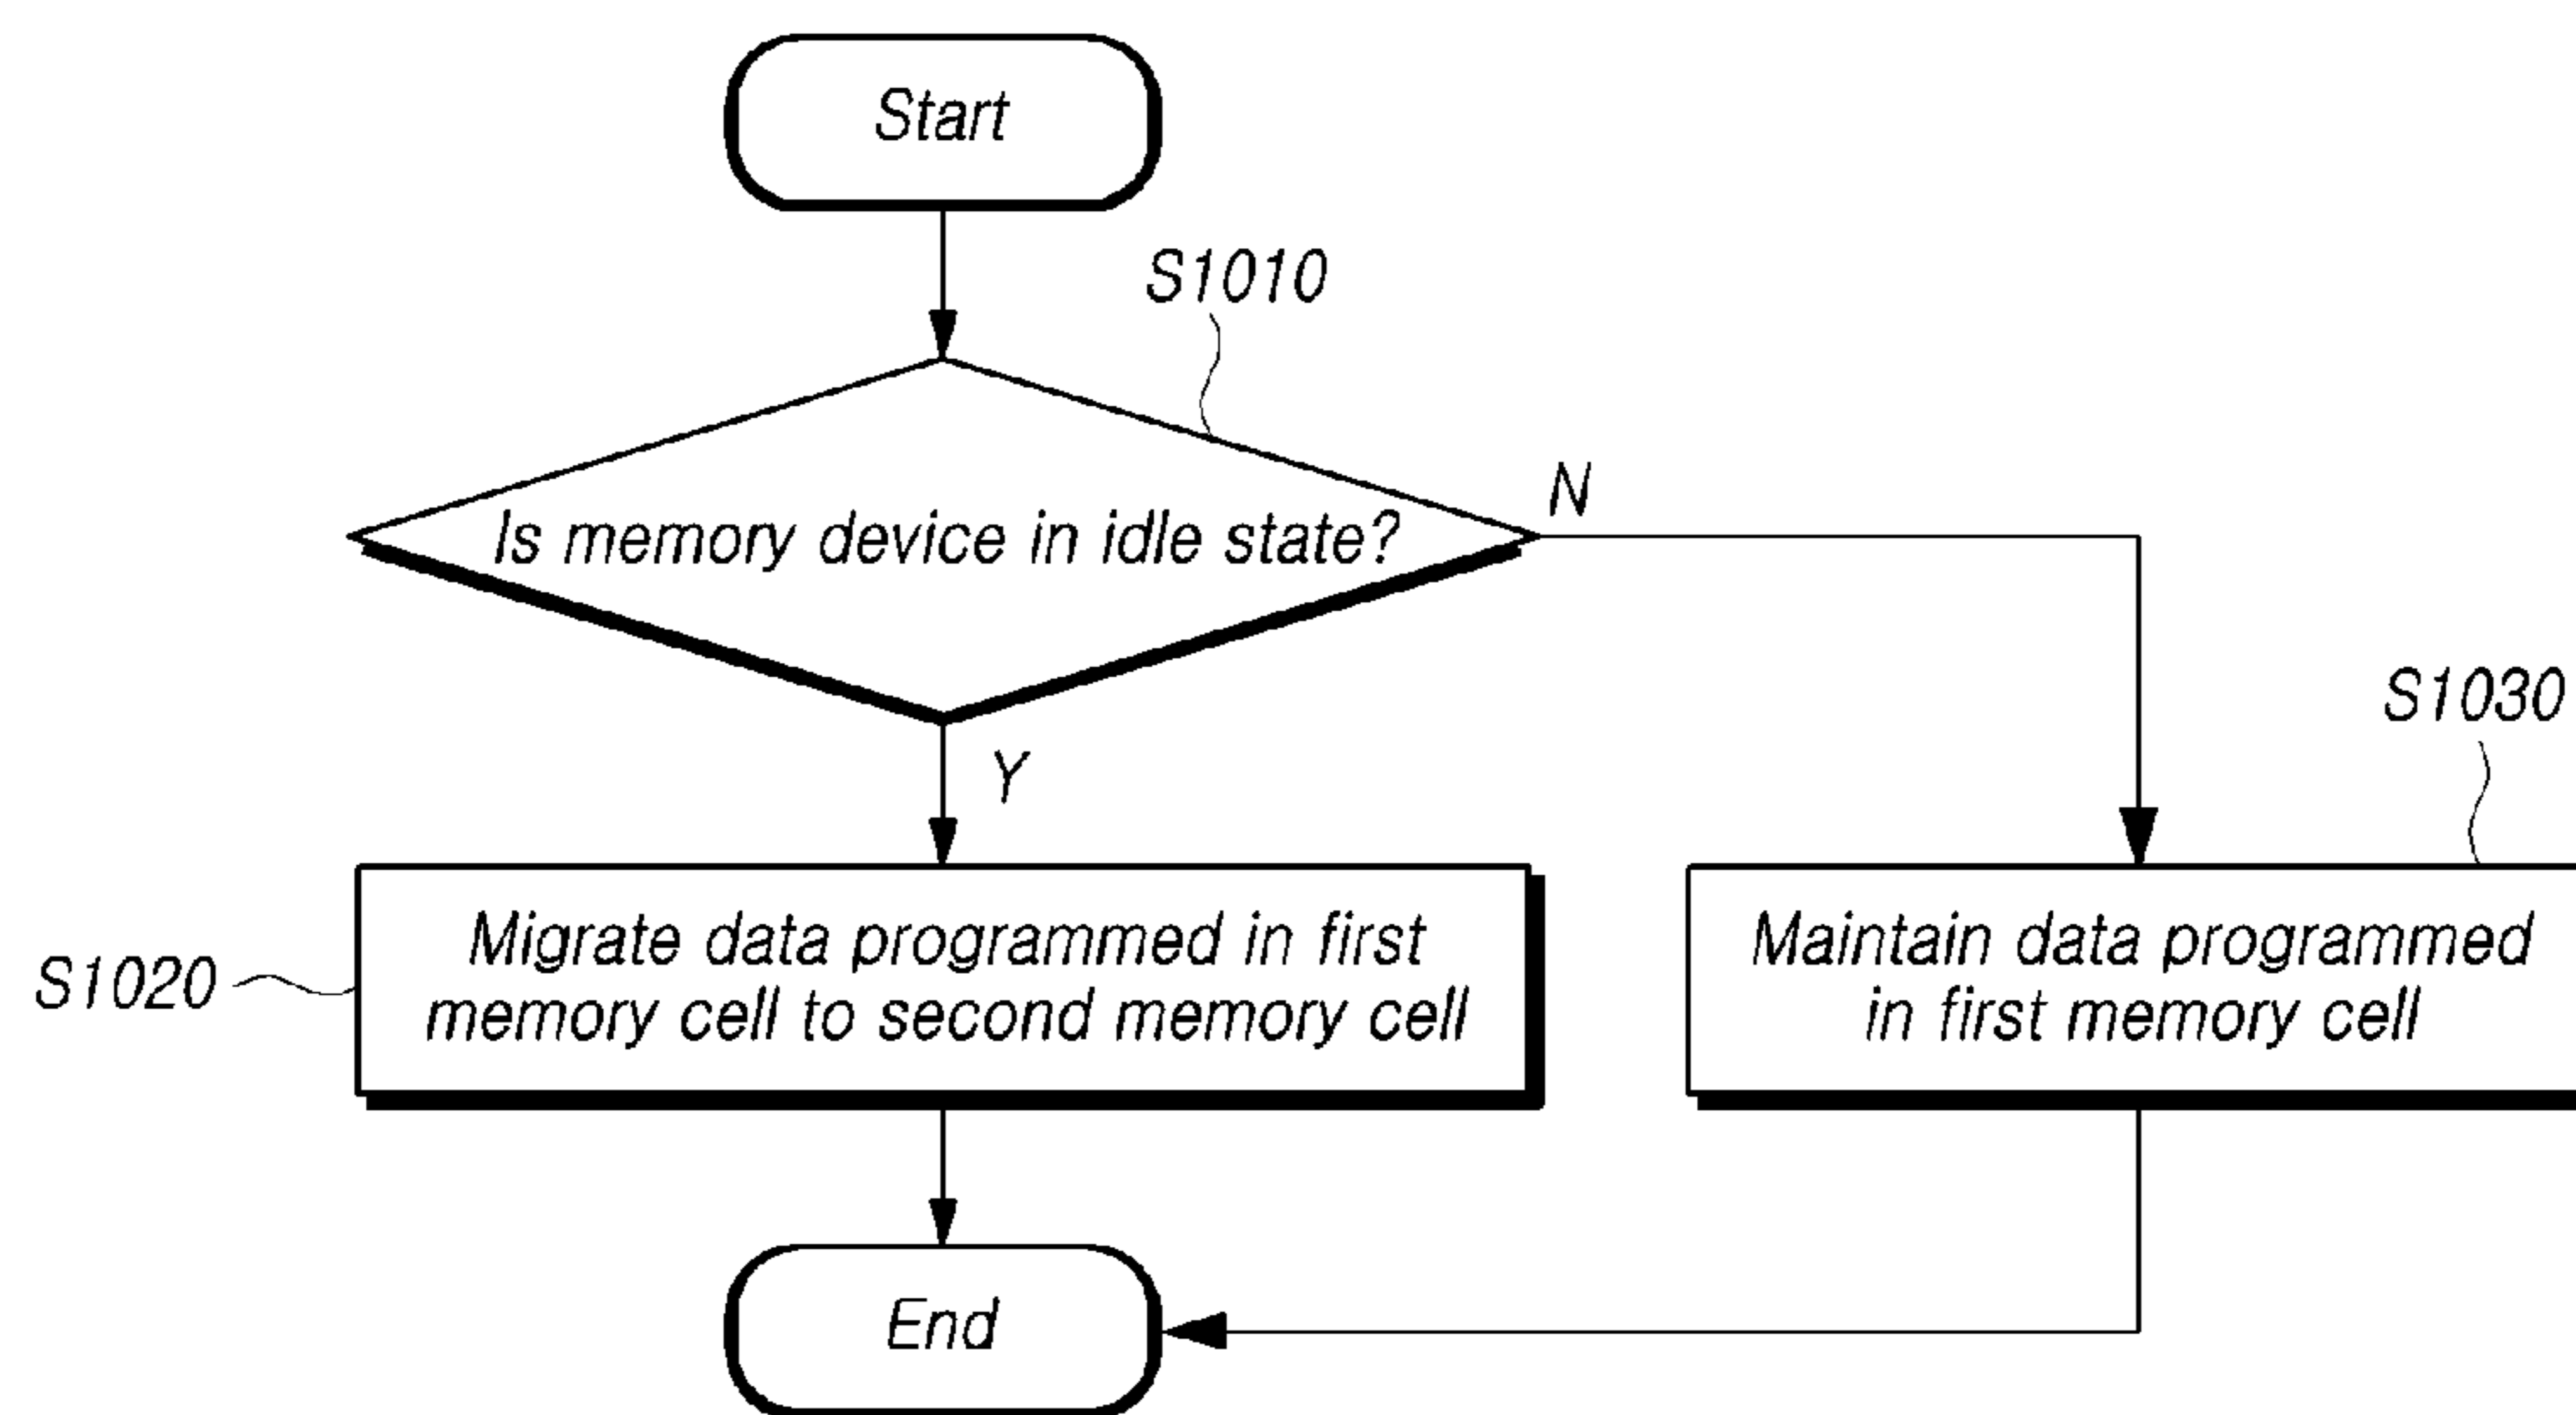 Start
S1010
Is memory device in idle state?
N
Y
S1030
S1020
Migrate data programmed in first
memory cell to second memory cell
Maintain data programmed
in first memory cell
End